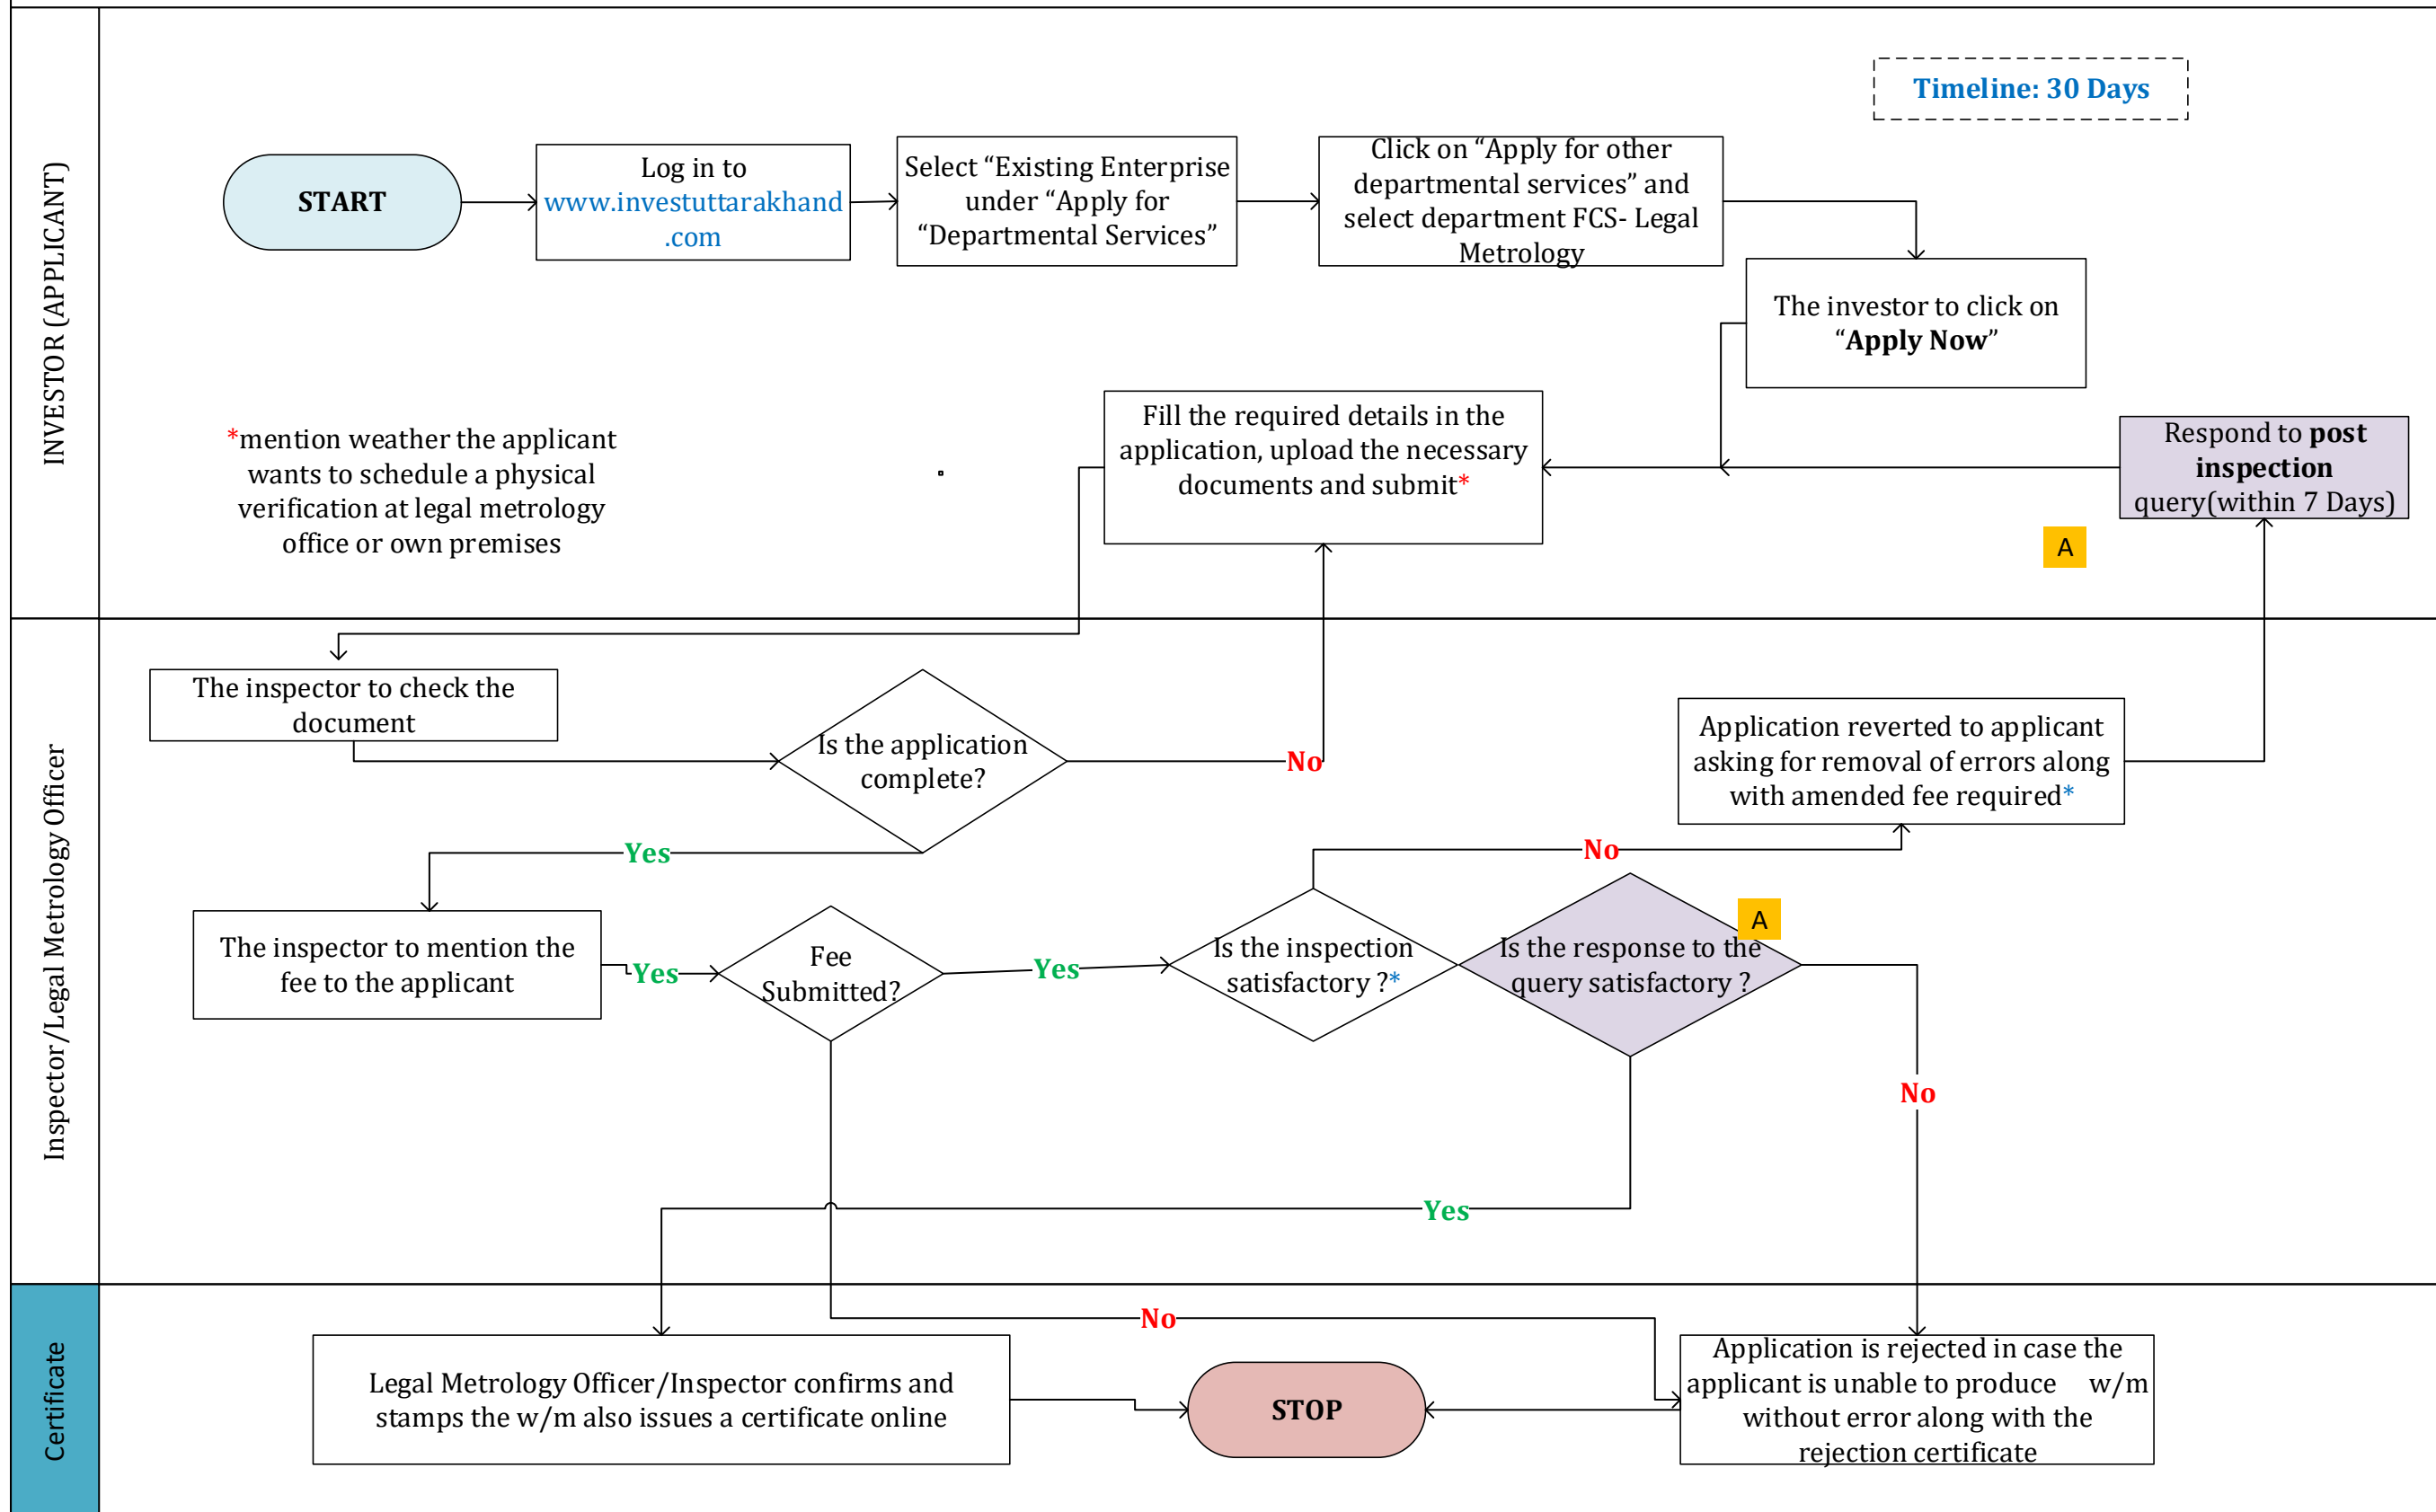 INVESTOR (APPLICANT)
Timeline: 30 Days
START
Log in to
www.investuttarakhand
.com
Select “Existing Enterprise
under “Apply for
“Departmental Services”
Click on “Apply for other
departmental services” and
select department FCS- Legal
Metrology
The investor to click on
“Apply Now”
Fill the required details in the
application, upload the necessary
documents and submit*
Respond to post
inspection
query(within 7 Days)
A
*mention weather the applicant
wants to schedule a physical
verification at legal metrology
office or own premises
Inspector/Legal Metrology Officer
The inspector to check the
document
Is the application
complete?
No
Application reverted to applicant
asking for removal of errors along
with amended fee required*
Yes
No
The inspector to mention the
fee to the applicant
Yes
Fee
Submitted?
Yes
Is the inspection
satisfactory ?*
A
Is the response to the
query satisfactory ?
No
Yes
Certificate
No
Legal Metrology Officer/Inspector confirms and
stamps the w/m also issues a certificate online
STOP
Application is rejected in case the
applicant is unable to produce w/m
without error along with the
rejection certificate